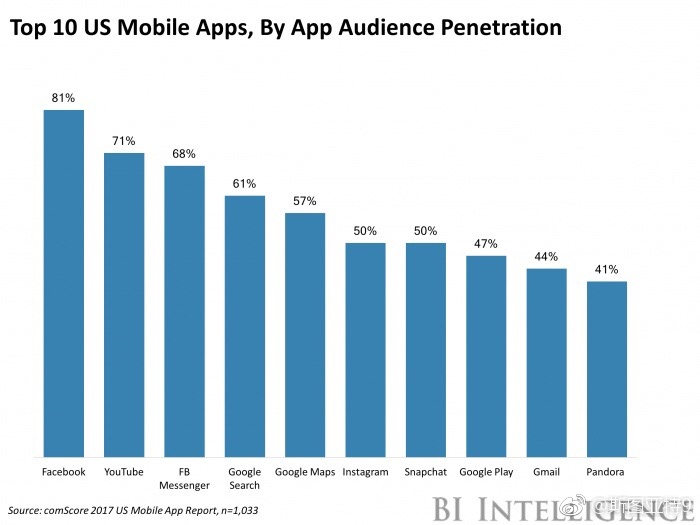 Top 10 US Mobile Apps, By App Audience Penetration
81%
71%
68%
61%
57%
50%
50%
47%
44%
41%
Facebook
YouTube
FB
Messenger
Google
Search
Google Maps
Instagram
Snapchat
Google Play
Gmail
Pandora
Source: comScore 2017 US Mobile App Report, n=1,033
BI INTELLIGENCE